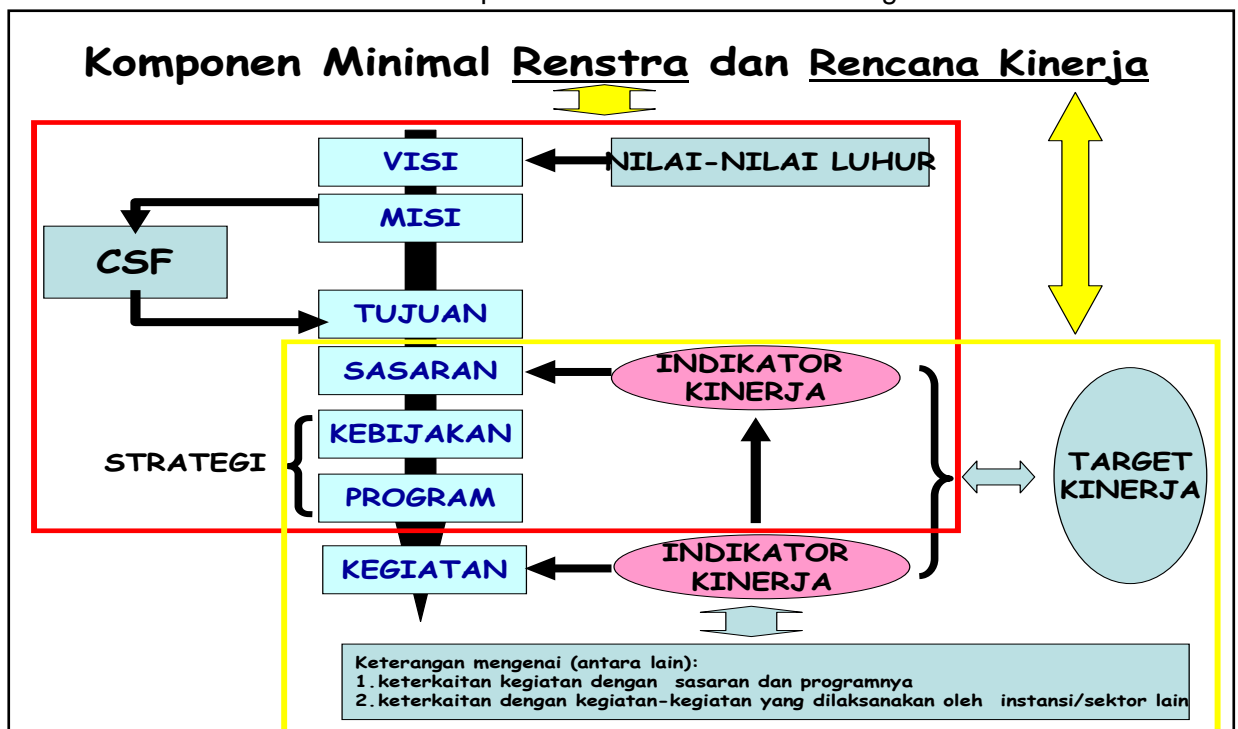 Komponen Minimal Renstra dan Rencana Kinerja
VISI
NILAI-NILAI LUHUR
MISI
CSF
TUJUAN
SASARAN
INDIKATOR
KINERJA
KEBIJAKAN
STRATEGI
PROGRAM
TARGET
KINERJA
KEGIATAN
INDIKATOR
KINERJA
Keterangan mengenai (antara lain):
1.keterkaitan kegiatan dengan sasaran dan programnya
2.keterkaitan dengan kegiatan-kegiatan yang dilaksanakan oleh instansi/sektor lain